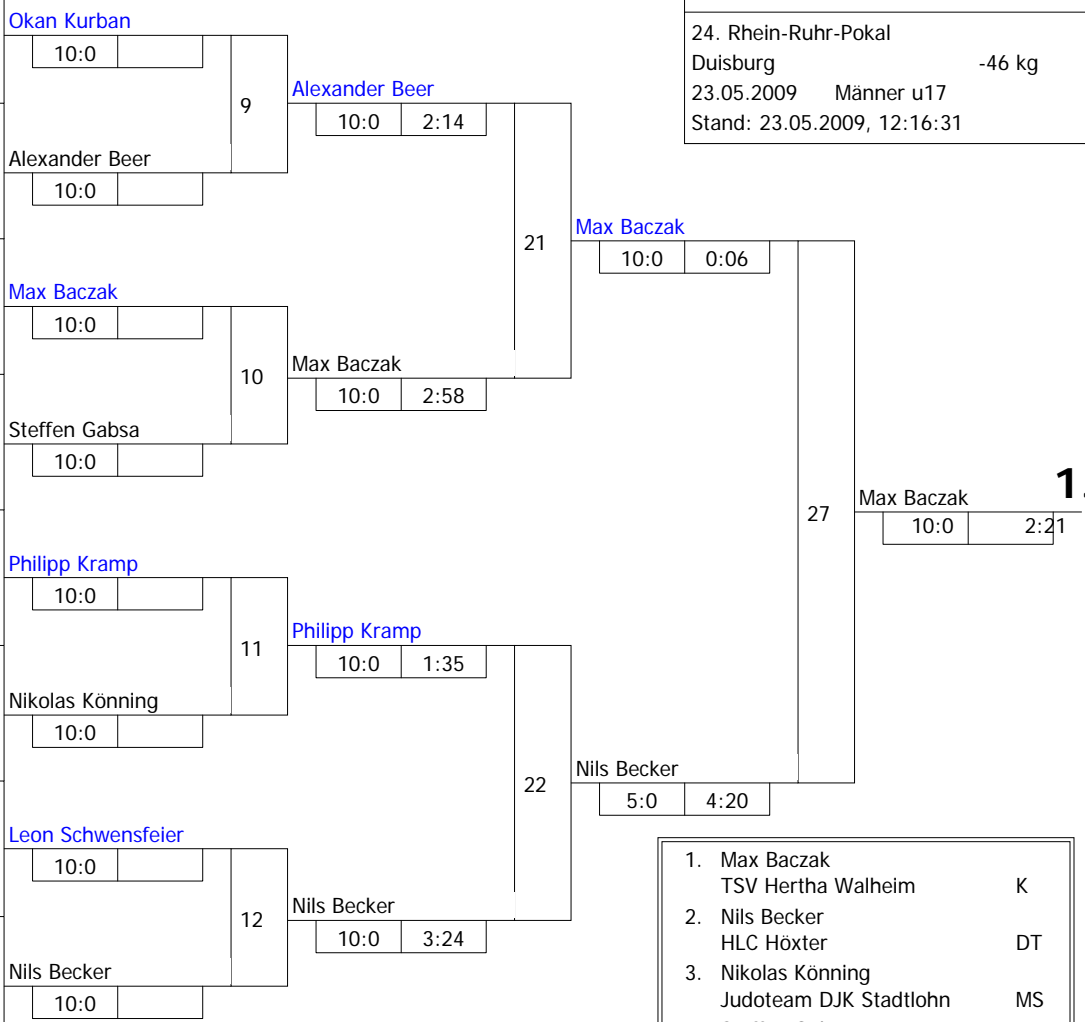 Okan Kurban
10:0
9
Alexander Beer
10:0 2:14
Alexander Beer
10:0
21
Max Baczak
10:0 0:06
Max Baczak
10:0
10
Max Baczak
10:0 2:58
Steffen Gabsa
10:0
27
Max Baczak 1.
10:0 2:21
Philipp Kramp
10:0
11
Philipp Kramp
10:0 1:35
Nikolas Könning
10:0
22
Nils Becker
5:0 4:20
Leon Schwensfeier
10:0
12
Nils Becker
10:0 3:24
Nils Becker
10:0
24. Rhein-Ruhr-Pokal
Duisburg -46 kg
23.05.2009 Männer u17
Stand: 23.05.2009, 12:16:31
1. Max Baczak
TSV Hertha Walheim K
2. Nils Becker
HLC Höxter DT
3. Nikolas Könning
Judoteam DJK Stadtlohn MS